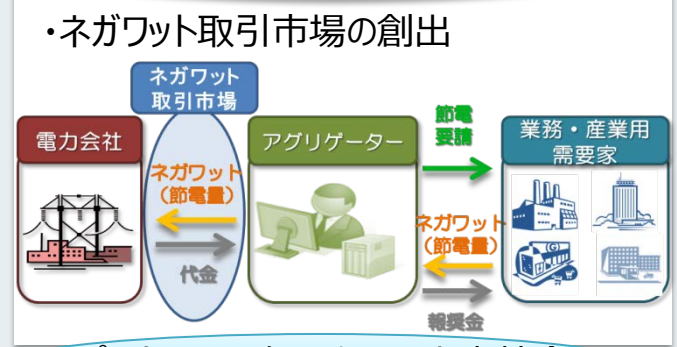 ・ネガワット取引市場の創出
ネガワット
取引市場
電力会社
アグリゲーター
節電
要請
業務・産業用
需要家
ネガワット
（節電量）
代金
ネガワット
（節電量）
報奨金